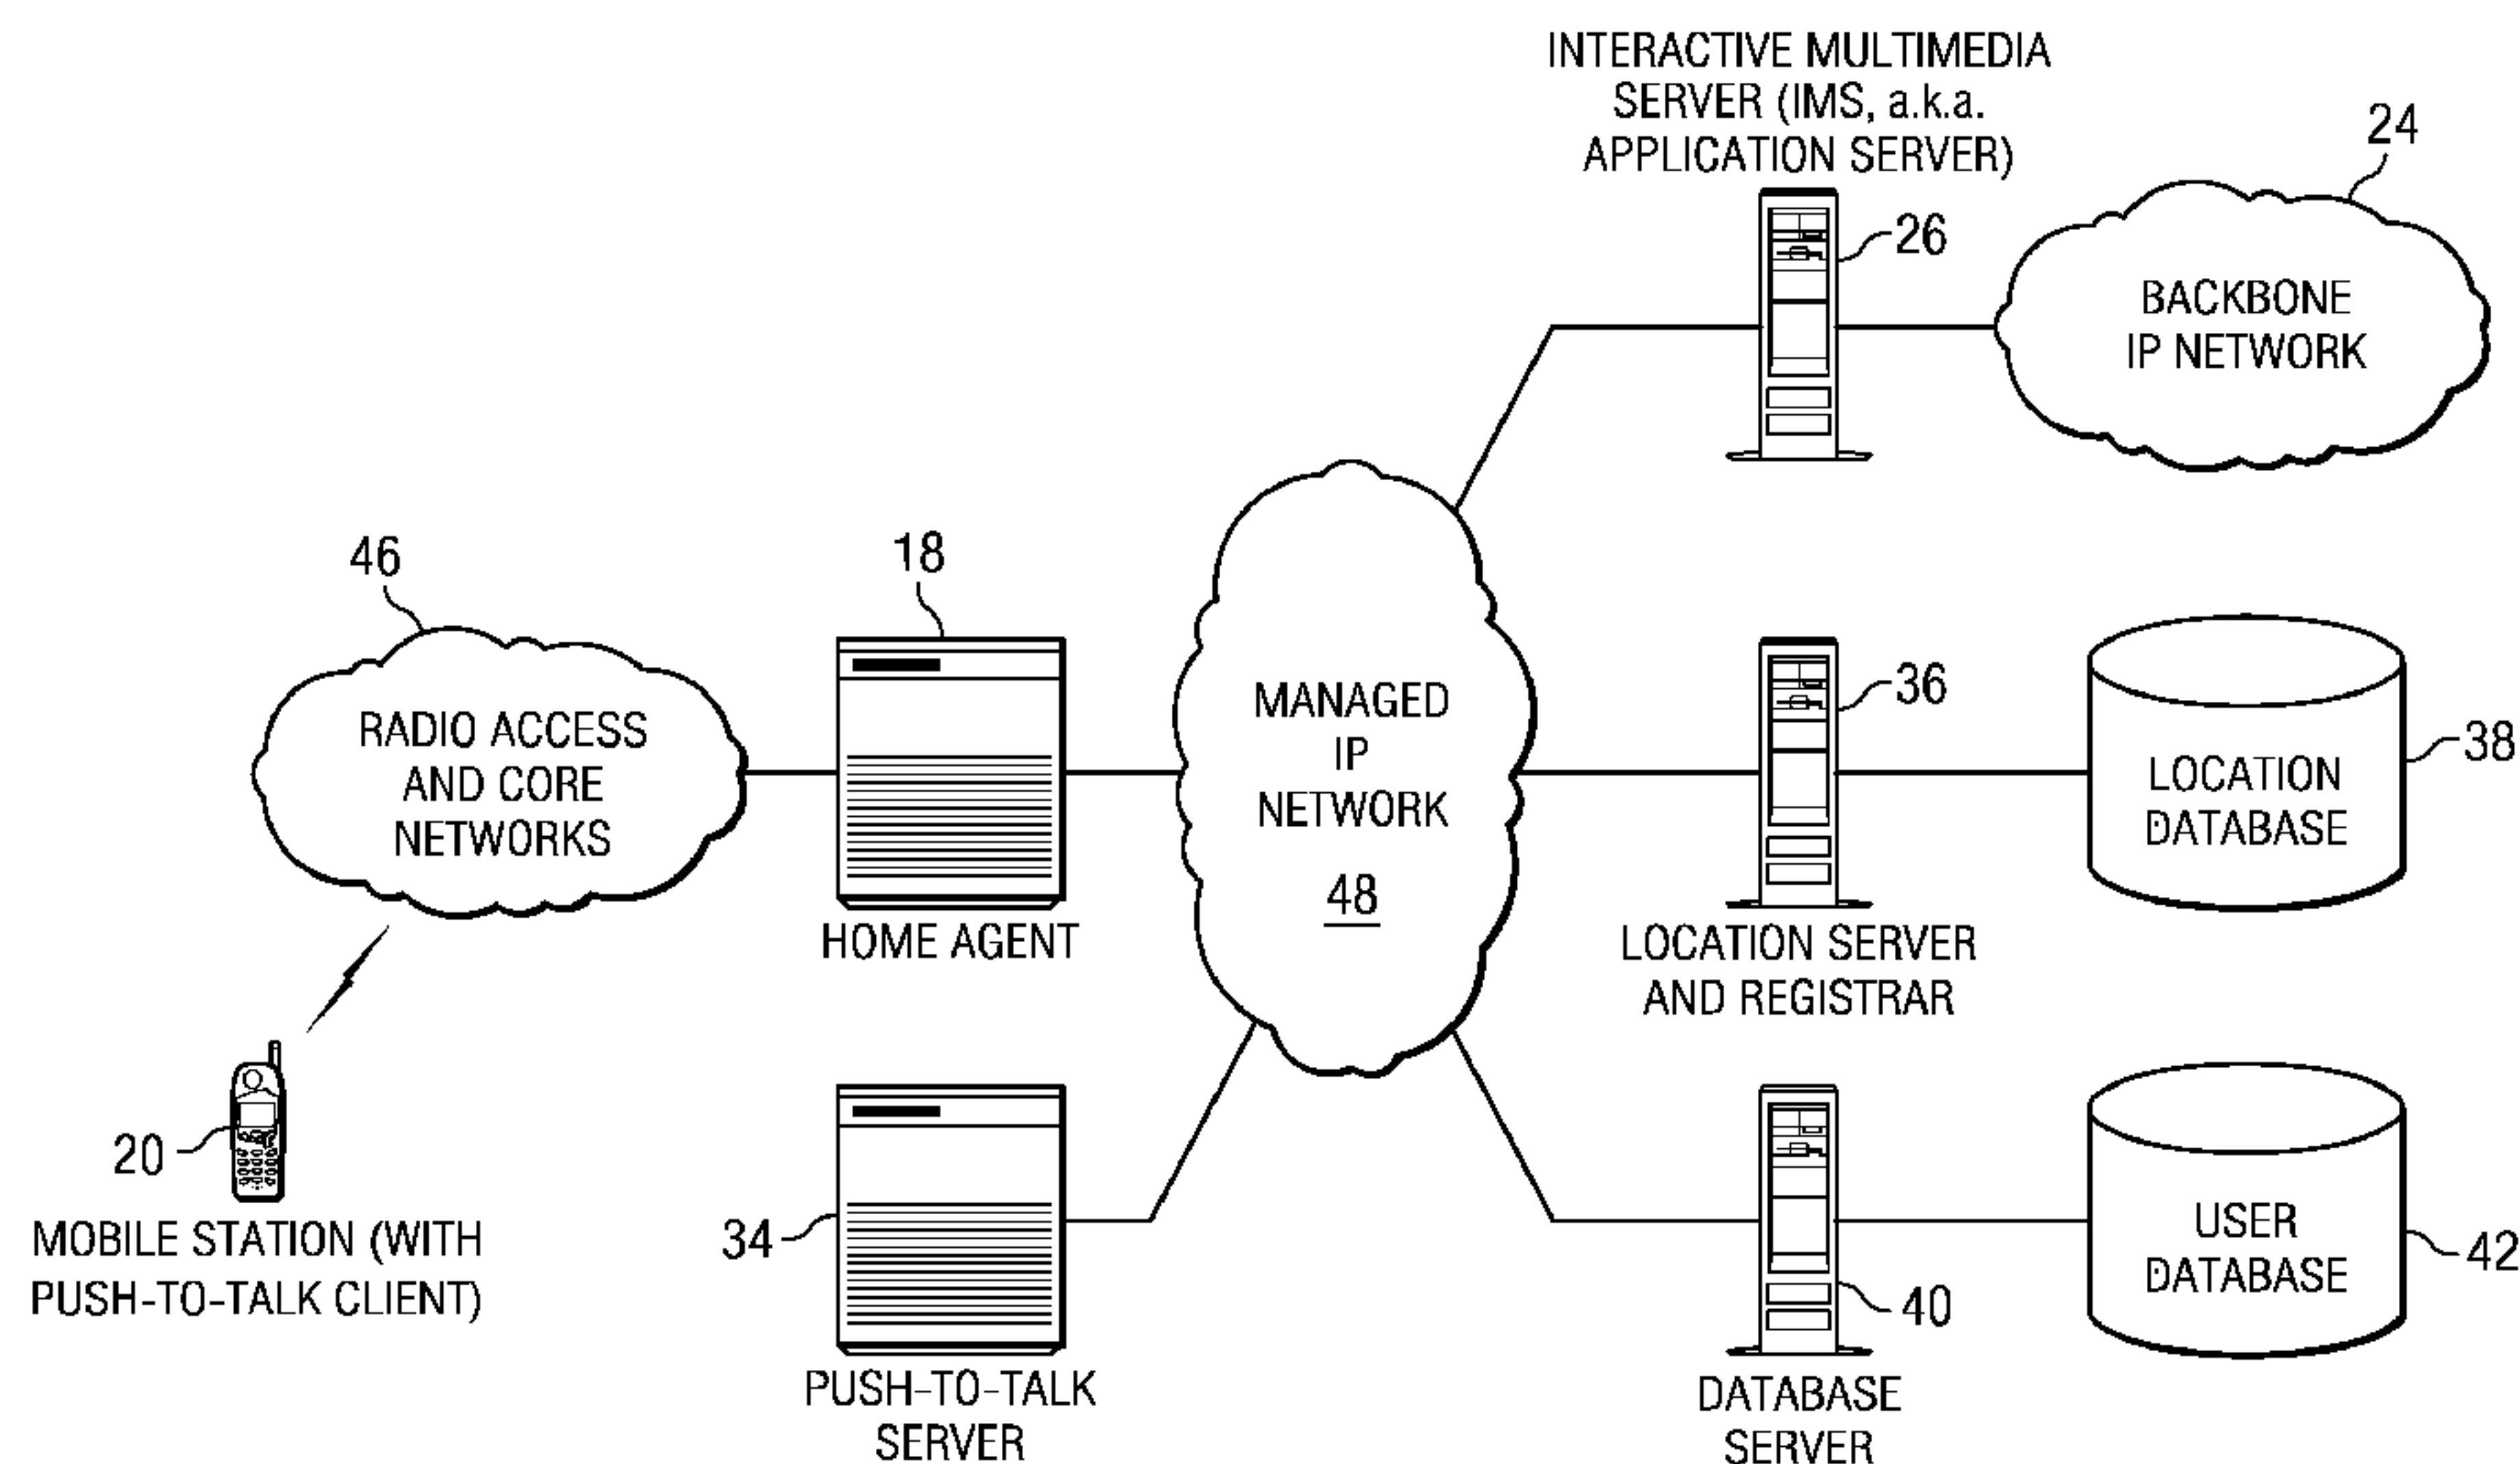 INTERACTIVE MULTIMEDIA
SERVER (IMS, a.k.a.
APPLICATION SERVER)
24
26
BACKBONE
IP NETWORK
46
18
RADIO ACCESS
AND CORE
NETWORKS
HOME AGENT
MANAGED
IP
NETWORK
48
36
LOCATION SERVER
AND REGISTRAR
38
LOCATION
DATABASE
20
MOBILE STATION (WITH
PUSH-TO-TALK CLIENT)
34
PUSH-TO-TALK
SERVER
40
DATABASE
SERVER
USER
DATABASE
42